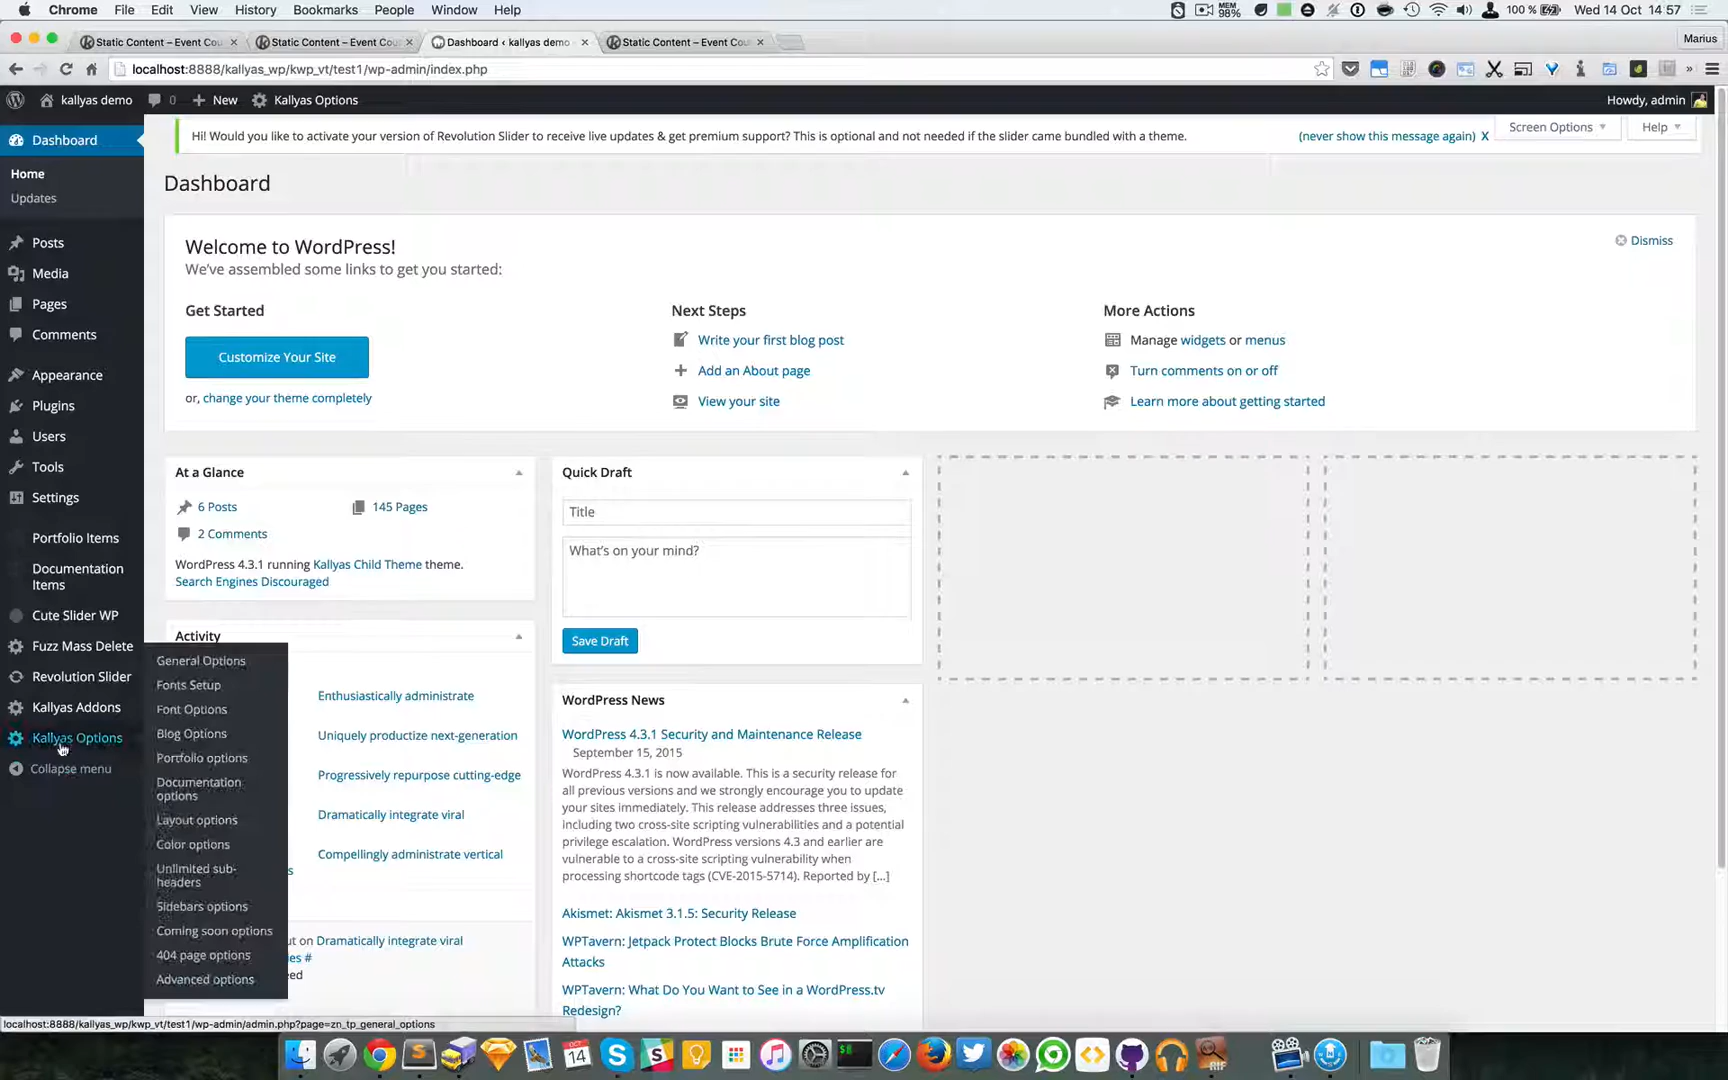 Chrome File Edit View History Bookmarks People Window Help MEM 98% 100 % Wed 14 Oct 14:57
Static Content – Event Cou Static Content – Event Cou Dashboard ‹ kallyas demo Static Content – Event Cou Marius
localhost:8888/kallyas_wp/kwp_vt/test1/wp-admin/index.php
kallyas demo 0 New Kallyas Options Howdy, admin
Hi! Would you like to activate your version of Revolution Slider to receive live updates & get premium support? This is optional and not needed if the slider came bundled with a theme. (never show this message again) X
Screen Options Help
Dashboard
Home
Updates
Posts
Media
Pages
Comments
Appearance
Plugins
Users
Tools
Settings
Portfolio Items
Documentation
Items
Cute Slider WP
Fuzz Mass Delete
Revolution Slider
Kallyas Addons
Kallyas Options
Collapse menu
General Options
Fonts Setup
Font Options
Blog Options
Portfolio options
Documentation
options
Layout options
Color options
Unlimited sub-
headers
Sidebars options
Coming soon options
404 page options
Advanced options
Dashboard
Welcome to WordPress!
We've assembled some links to get you started:
Dismiss
Get Started
Customize Your Site
or, change your theme completely
Next Steps
Write your first blog post
Add an About page
View your site
More Actions
Manage widgets or menus
Turn comments on or off
Learn more about getting started
At a Glance
6 Posts 145 Pages
2 Comments
WordPress 4.3.1 running Kallyas Child Theme theme.
Search Engines Discouraged
Activity
Enthusiastically administrate
Uniquely productize next-generation
Progressively repurpose cutting-edge
Dramatically integrate viral
Compellingly administrate vertical
s
ut on Dramatically integrate viral
ies #
eed
Quick Draft
Title
What's on your mind?
Save Draft
WordPress News
WordPress 4.3.1 Security and Maintenance Release
September 15, 2015
WordPress 4.3.1 is now available. This is a security release for
all previous versions and we strongly encourage you to update
your sites immediately. This release addresses three issues,
including two cross-site scripting vulnerabilities and a potential
privilege escalation. WordPress versions 4.3 and earlier are
vulnerable to a cross-site scripting vulnerability when
processing shortcode tags (CVE-2015-5714). Reported by [...]
Akismet: Akismet 3.1.5: Security Release
WPTavern: Jetpack Protect Blocks Brute Force Amplification
Attacks
WPTavern: What Do You Want to See in a WordPress.tv
Redesign?
localhost:8888/kallyas_wp/kwp_vt/test1/wp-admin/admin.php?page=zn_tp_general_options